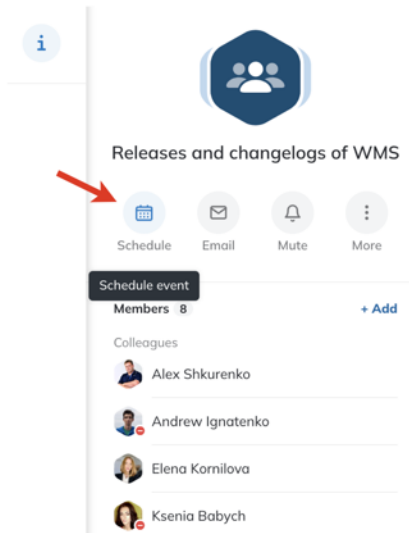 i
Releases and changelogs of WMS
Schedule Email Mute More
Schedule event
Members 8 + Add
Colleagues
Alex Shkurenko
Andrew Ignatenko
Elena Kornilova
Ksenia Babych